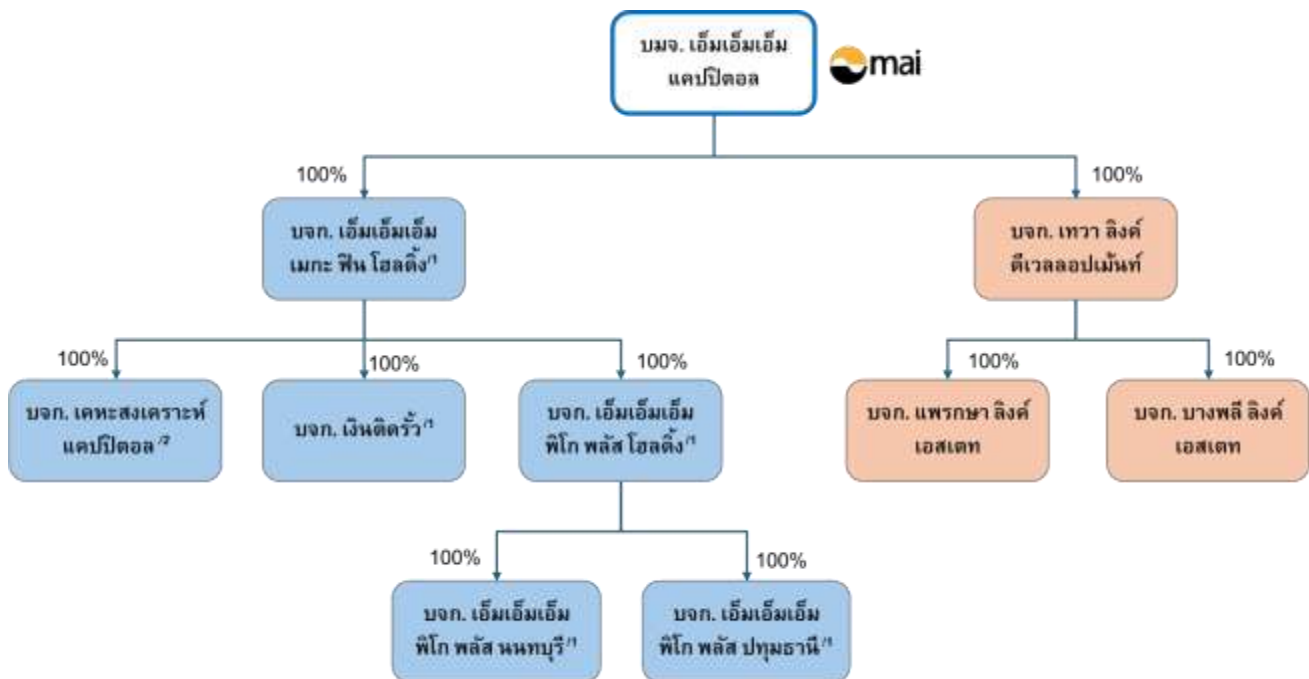 บมจ. เอ็มเอ็มเอ็ม
แคปปิตอล
mai
100%
100%
บจก. เอ็มเอ็มเอ็ม
เมกะ ฟิน โฮลดิ้ง/1
บจก. เทวา ลิงค์
ดีเวลลอปเม้นท์
100%
100%
100%
100%
100%
บจก. เคหะสงเคราะห์
แคปปิตอล/2
บจก. เงินติดรั้ว/1
บจก. เอ็มเอ็มเอ็ม
พิโก พลัส โฮลดิ้ง/1
บจก. แพรกษา ลิงค์
เอสเตท
บจก. บางพลี ลิงค์
เอสเตท
100%
100%
บจก. เอ็มเอ็มเอ็ม
พิโก พลัส นนทบุรี/1
บจก. เอ็มเอ็มเอ็ม
พิโก พลัส ปทุมธานี/1